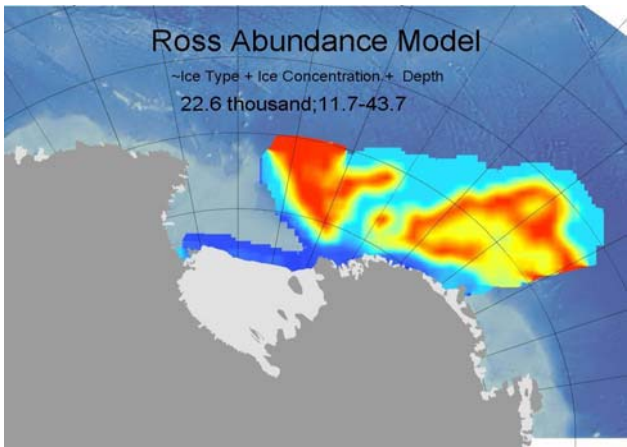 Ross Abundance Model
~Ice Type + Ice Concentration.+ Depth
22.6 thousand;11.7-43.7